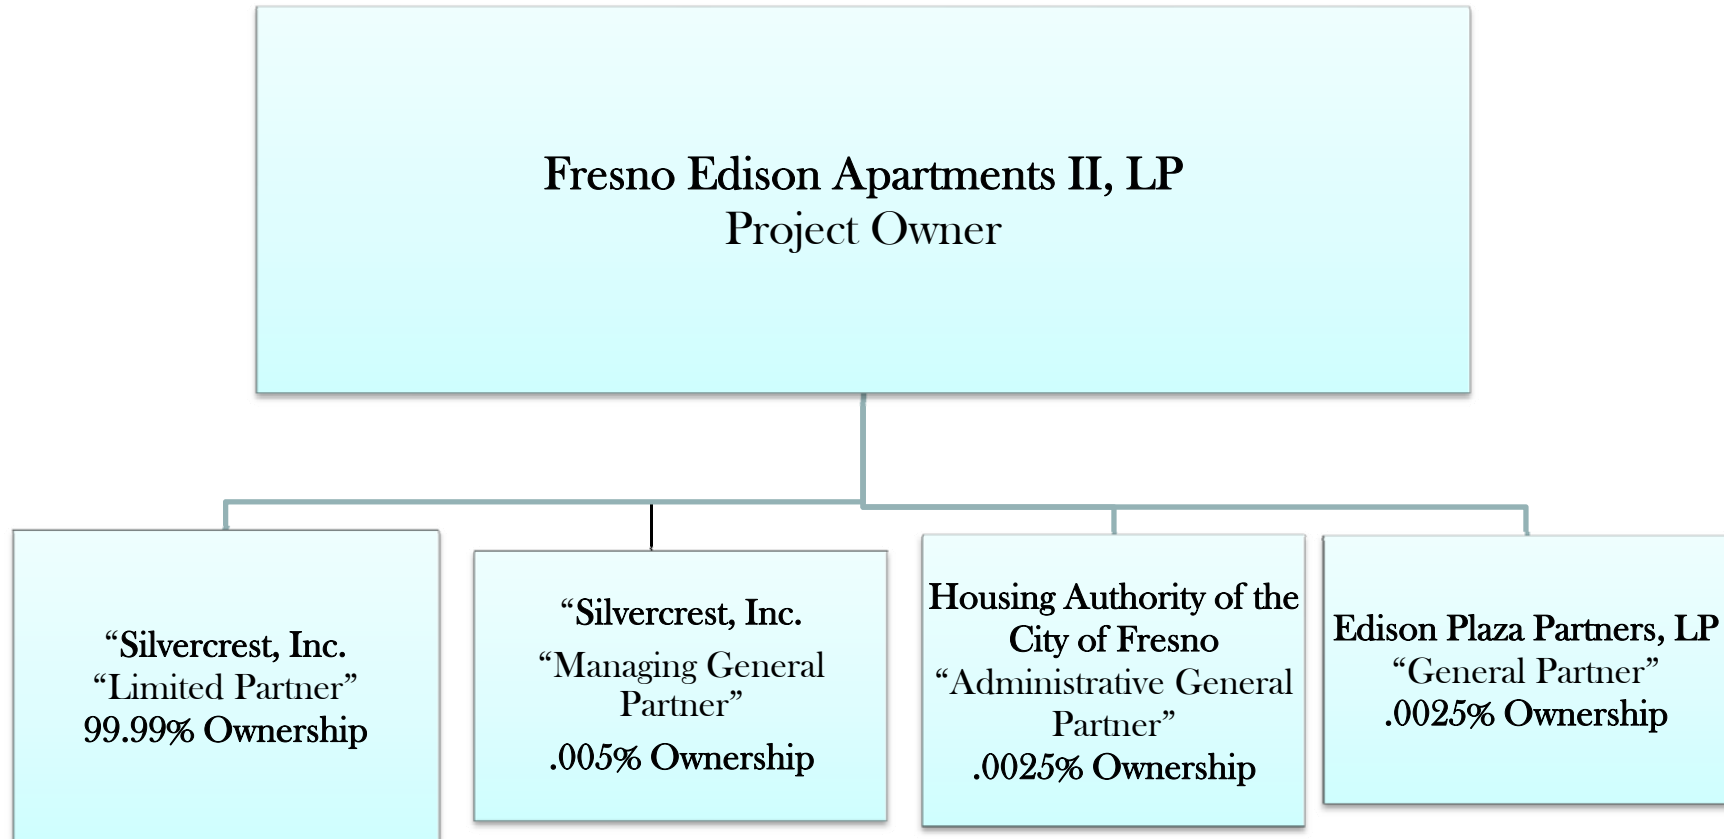 Fresno Edison Apartments II, LP
Project Owner
“Silvercrest, Inc.
“Limited Partner”
99.99% Ownership
“Silvercrest, Inc.
“Managing General
Partner”
.005% Ownership
Housing Authority of the
City of Fresno
“Administrative General
Partner”
.0025% Ownership
Edison Plaza Partners, LP
“General Partner”
.0025% Ownership